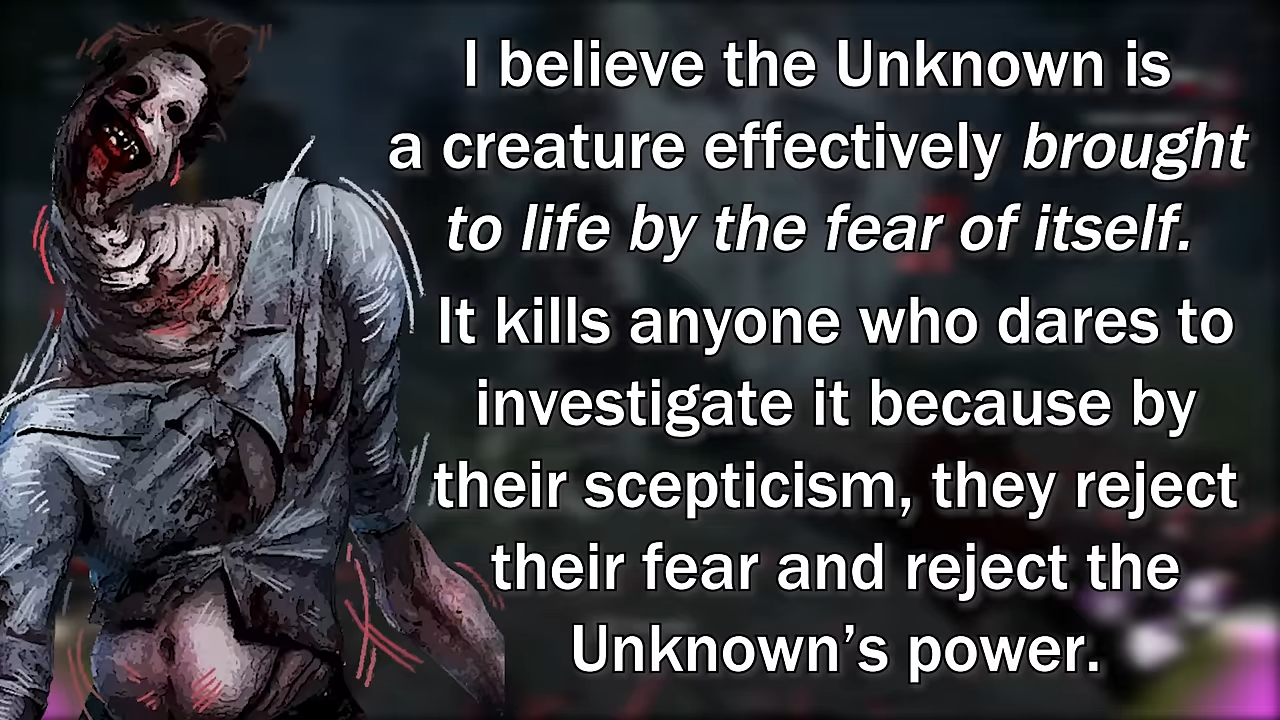 I believe the Unknown is
a creature effectively brought
to life by the fear of itself.
It kills anyone who dares to
investigate it because by
their scepticism, they reject
their fear and reject the
Unknown’s power.